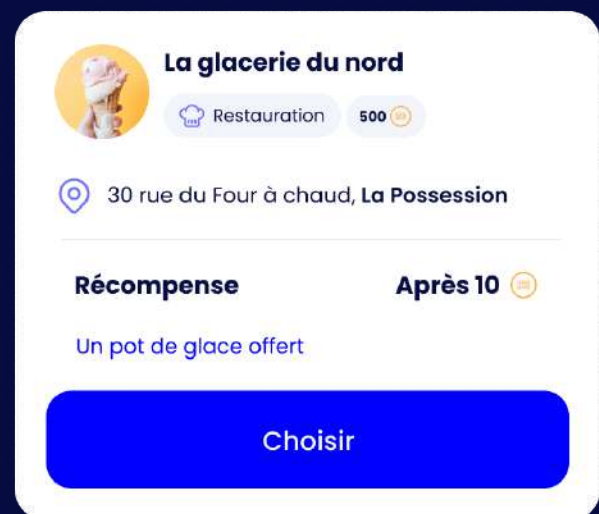 La glacerie du nord
Restauration 500
30 rue du Four à chaud, La Possession
Récompense Après 10
Un pot de glace offert
Choisir